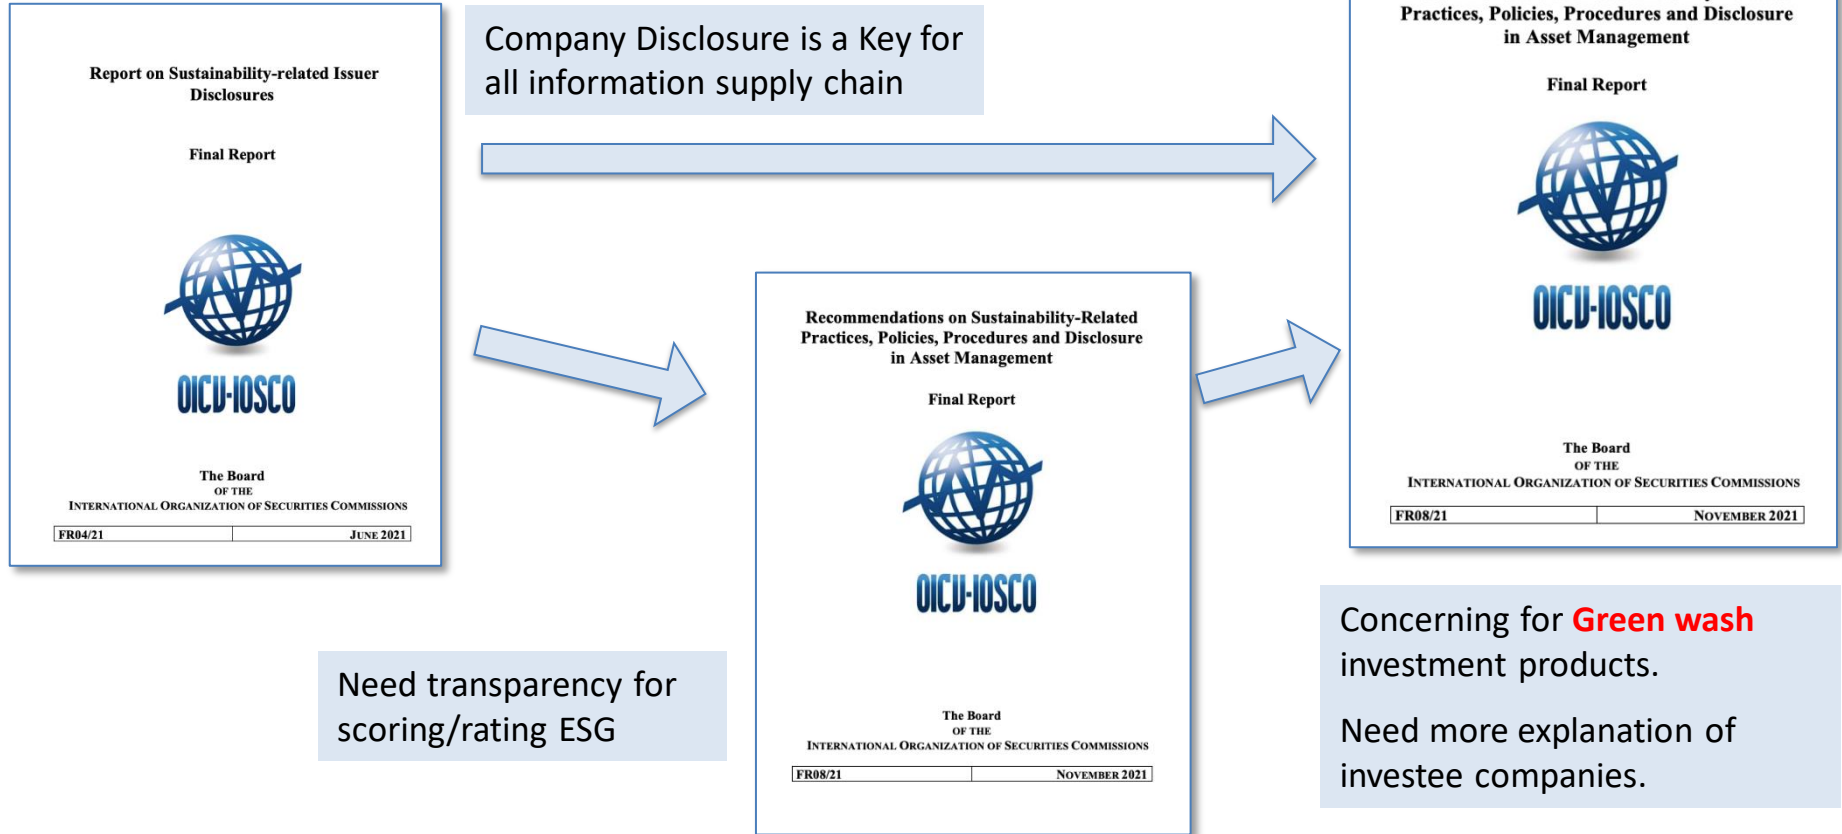 Report on Sustainability-related Issuer
Disclosures
Final Report
OICU-IOSCO
The Board
OF THE
INTERNATIONAL ORGANIZATION OF SECURITIES COMMISSIONS
FR04/21 JUNE 2021
Company Disclosure is a Key for
all information supply chain
Practices, Policies, Procedures and Disclosure
in Asset Management
Final Report
OICU-IOSCO
The Board
OF THE
INTERNATIONAL ORGANIZATION OF SECURITIES COMMISSIONS
FR08/21 NOVEMBER 2021
Recommendations on Sustainability-Related
Practices, Policies, Procedures and Disclosure
in Asset Management
Final Report
OICU-IOSCO
The Board
OF THE
INTERNATIONAL ORGANIZATION OF SECURITIES COMMISSIONS
FR08/21 NOVEMBER 2021
Need transparency for
scoring/rating ESG
Concerning for Green wash
investment products.
Need more explanation of
investee companies.